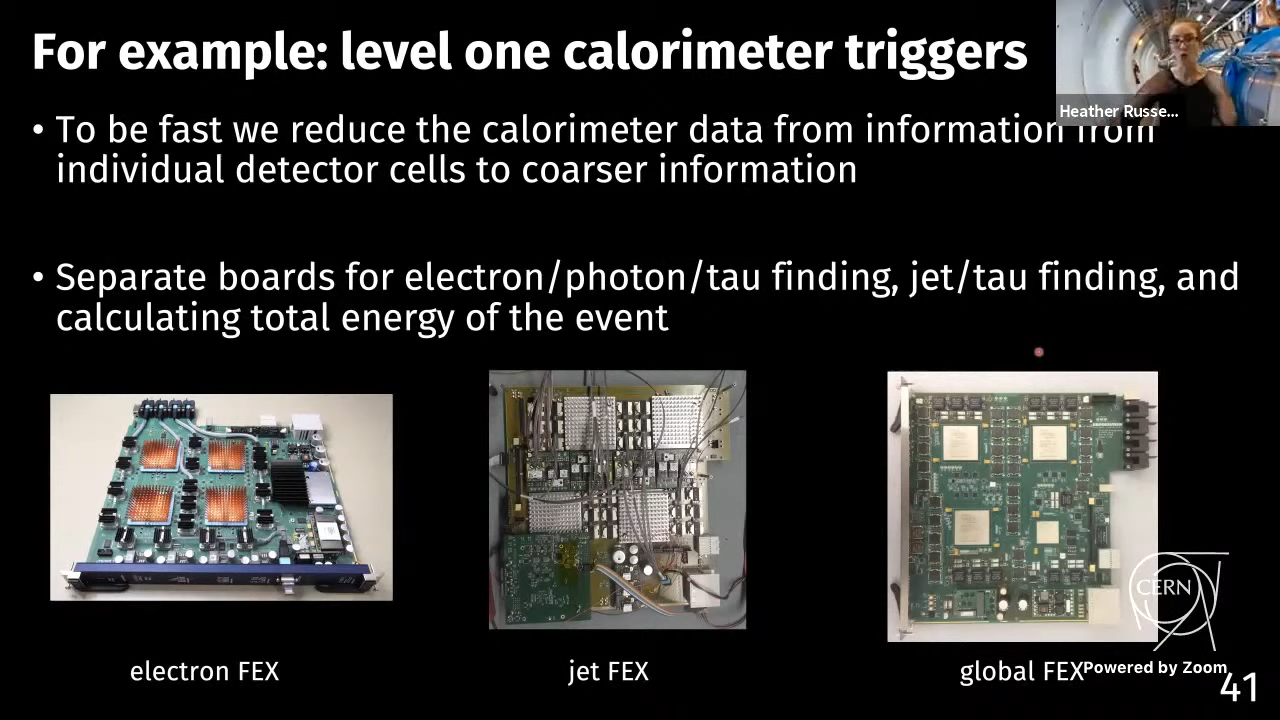 For example: level one calorimeter triggers
Heather Russe...
• To be fast we reduce the calorimeter data from information from
individual detector cells to coarser information
• Separate boards for electron/photon/tau finding, jet/tau finding, and
calculating total energy of the event
CERN
electron FEX
jet FEX
global FEX
Powered by Zoom
41